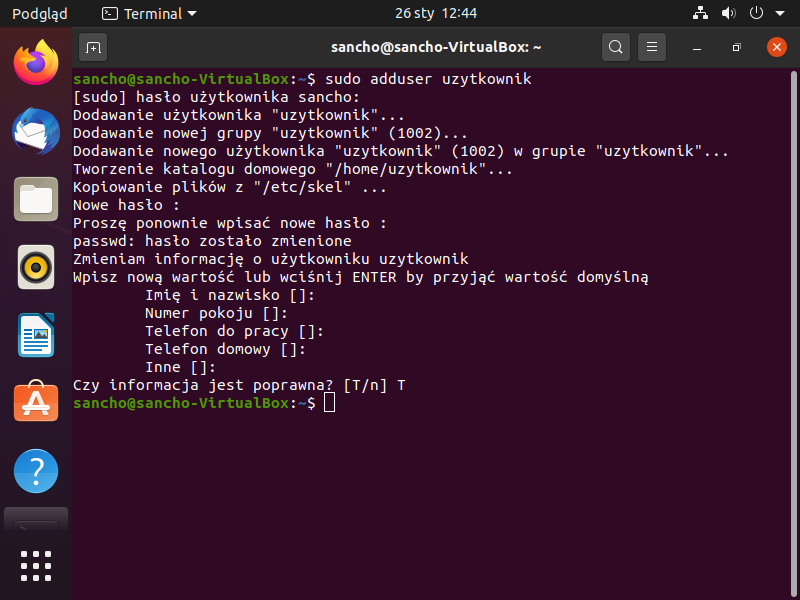 Podgląd
Terminal
26 sty 12:44
sancho@sancho-VirtualBox: ~
sancho@sancho-VirtualBox:~$ sudo adduser uzytkownik
[sudo] hasło użytkownika sancho:
Dodawanie użytkownika "uzytkownik"...
Dodawanie nowej grupy "uzytkownik" (1002)...
Dodawanie nowego użytkownika "uzytkownik" (1002) w grupie "uzytkownik"...
Tworzenie katalogu domowego "/home/uzytkownik"...
Kopiowanie plików z "/etc/skel" ...
Nowe hasło :
Proszę ponownie wpisać nowe hasło :
passwd: hasło zostało zmienione
Zmieniam informację o użytkowniku uzytkownik
Wpisz nową wartość lub wciśnij ENTER by przyjąć wartość domyślną
Imię i nazwisko []:
Numer pokoju []:
Telefon do pracy []:
Telefon domowy []:
Inne []:
Czy informacja jest poprawna? [T/n] T
sancho@sancho-VirtualBox:~$